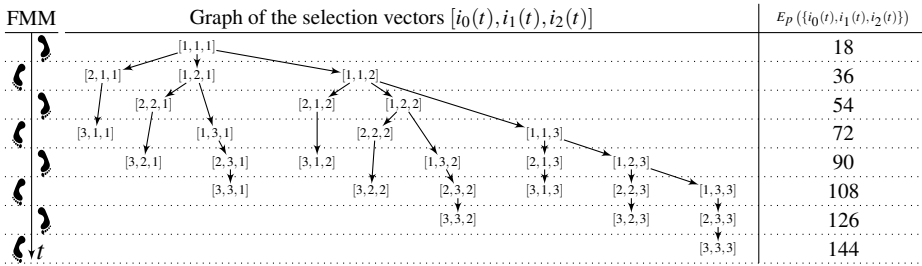 FMM Graph of the selection vectors [i₀(t), i₁(t), i₂(t)] Eₚ ({i₀(t),i₁(t),i₂(t)})
[1,1,1] 18
[2,1,1] [1,2,1] [1,1,2] 36
[2,2,1] [2,1,2] [1,2,2] 54
[3,1,1] [1,3,1] [2,2,2] [1,1,3] 72
[3,2,1] [2,3,1] [3,1,2] [1,3,2] [2,1,3] [1,2,3] 90
[3,3,1] [3,2,2] [2,3,2] [3,1,3] [2,2,3] [1,3,3] 108
[3,3,2] [3,2,3] [2,3,3] 126
t [3,3,3] 144